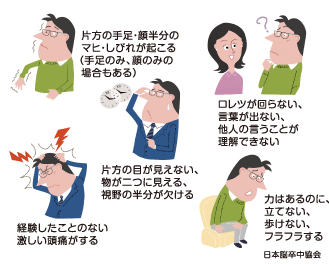 片方の手足・顔半分の
マヒ・しびれが起こる
(手足のみ、顔のみの
場合もある)
ロレツが回らない、
言葉が出ない、
他人の言うことが
理解できない
片方の目が見えない、
物が二つに見える、
視野の半分が欠ける
経験したことのない
激しい頭痛がする
力はあるのに、
立てない、
歩けない、
フラフラする
日本脳卒中協会